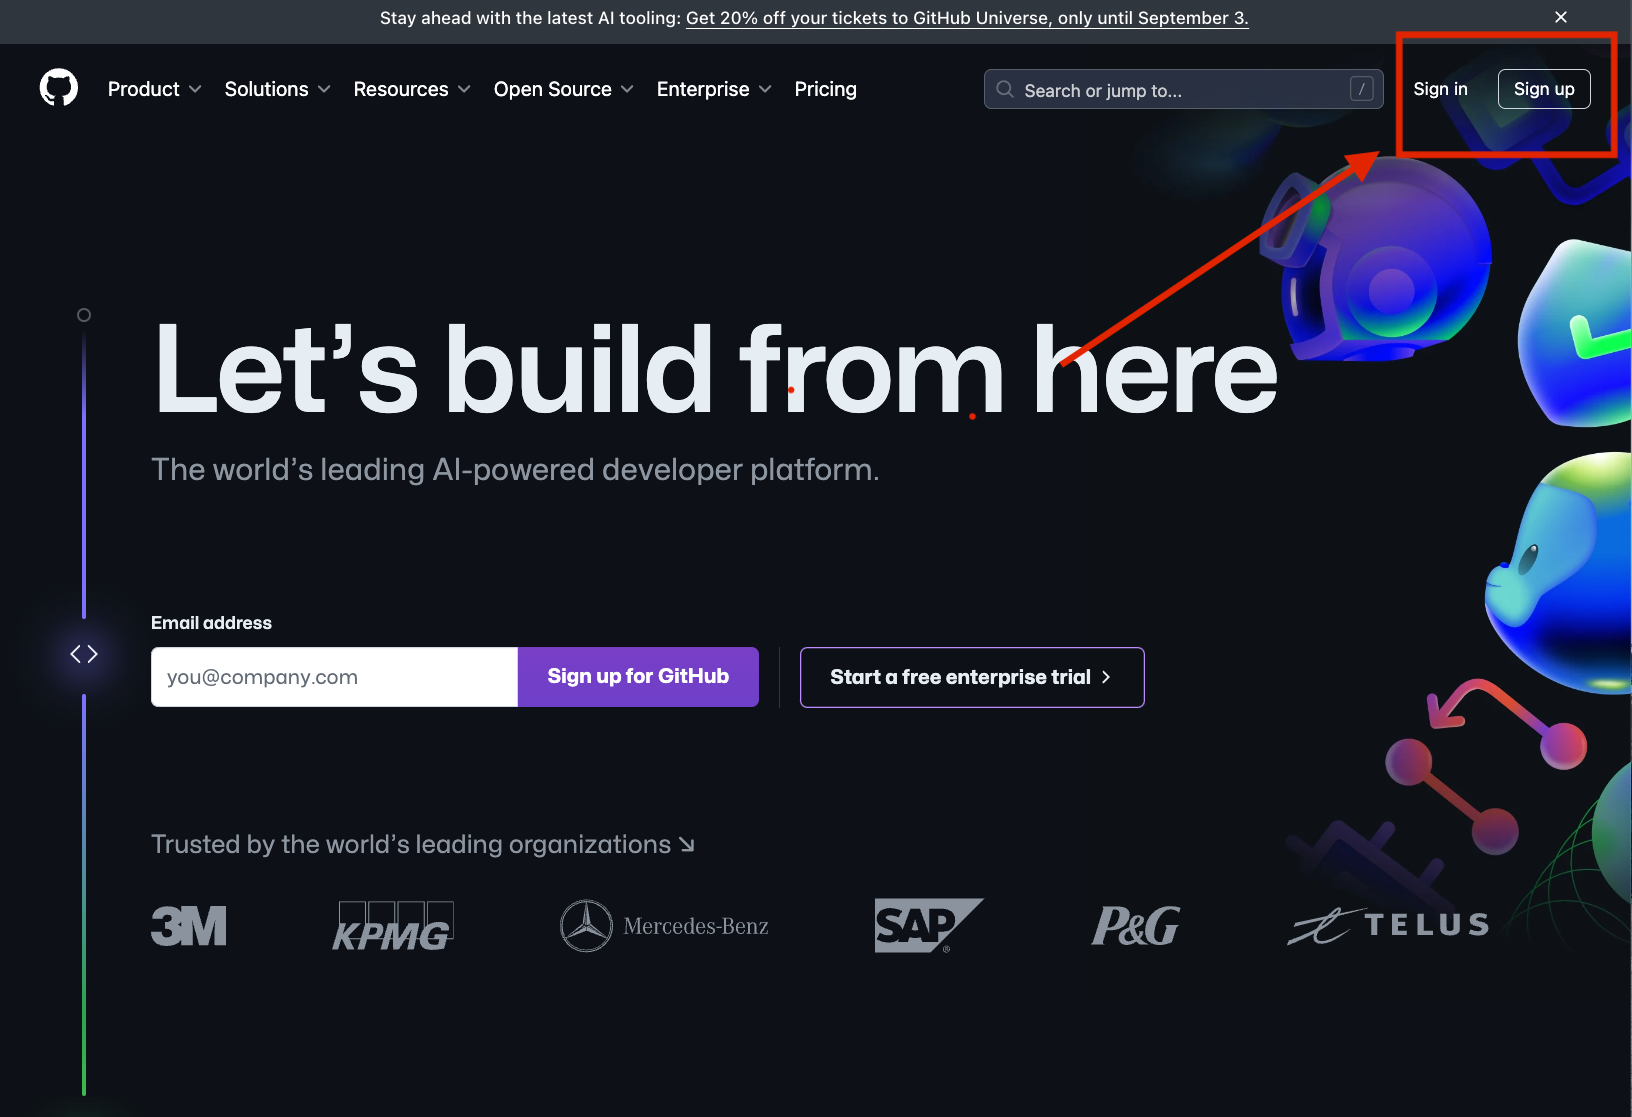 Stay ahead with the latest AI tooling: Get 20% off your tickets to GitHub Universe, only until September 3.
Product Solutions Resources Open Source Enterprise Pricing Search or jump to... / Sign in Sign up
Let’s build from here
The world’s leading AI-powered developer platform.
Email address
you@company.com Sign up for GitHub Start a free enterprise trial
Trusted by the world’s leading organizations
3M KPMG Mercedes-Benz SAP® P&G TELUS